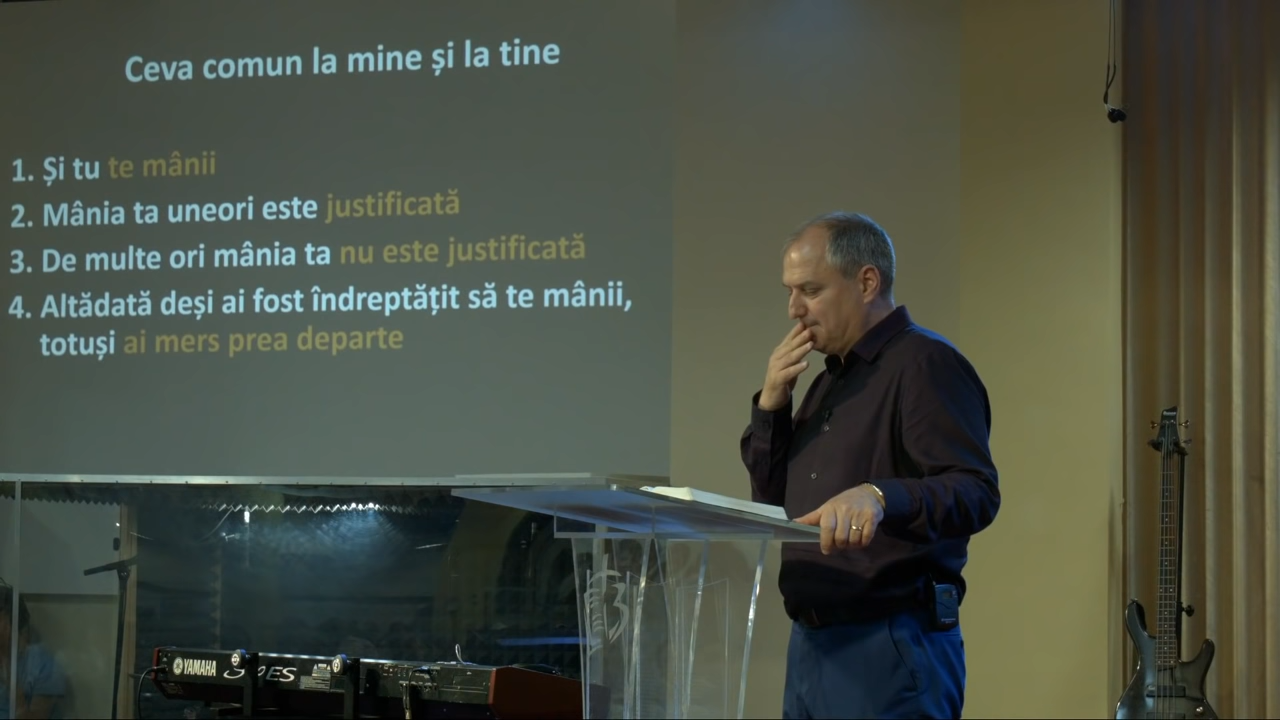 Ceva comun la mine și la tine
1. Și tu te mânii
2. Mânia ta uneori este justificată
3. De multe ori mânia ta nu este justificată
4. Altădată deși ai fost îndreptățit să te mânii,
totuși ai mers prea departe
YAMAHA